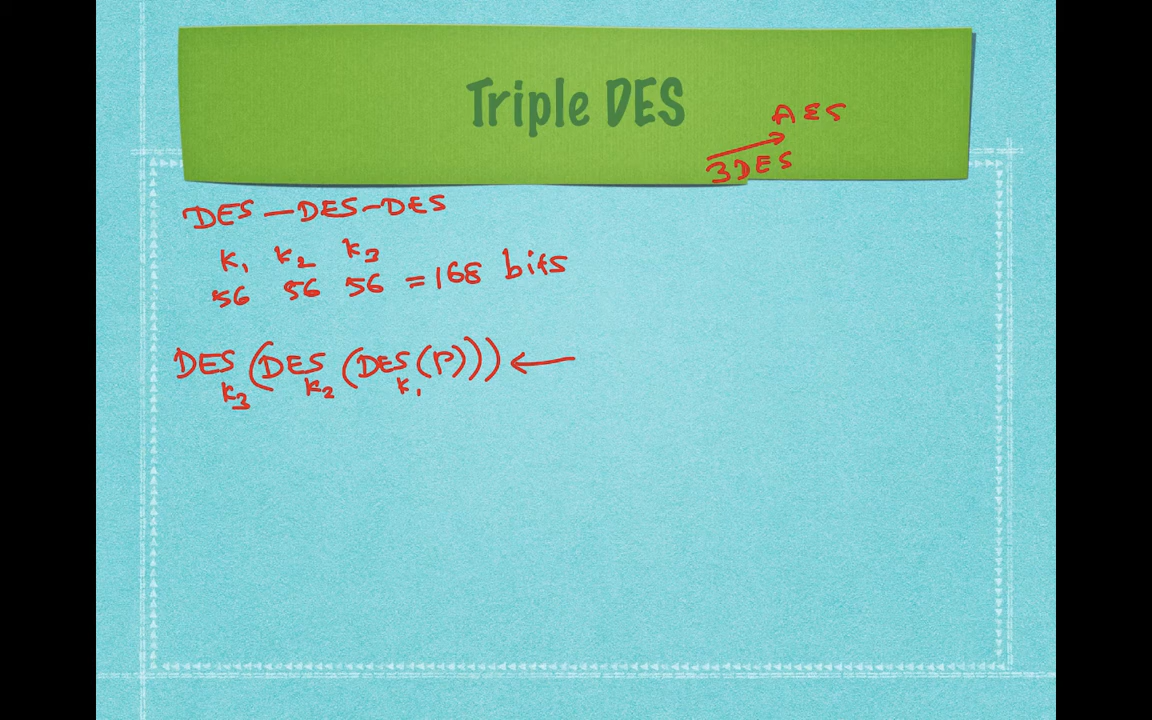 Triple DES
AES
3DES
DES - DES - DES
K1 K2 K3
56 56 56 = 168 bits
DES (DES (DES (P)))
K3 K2 K1